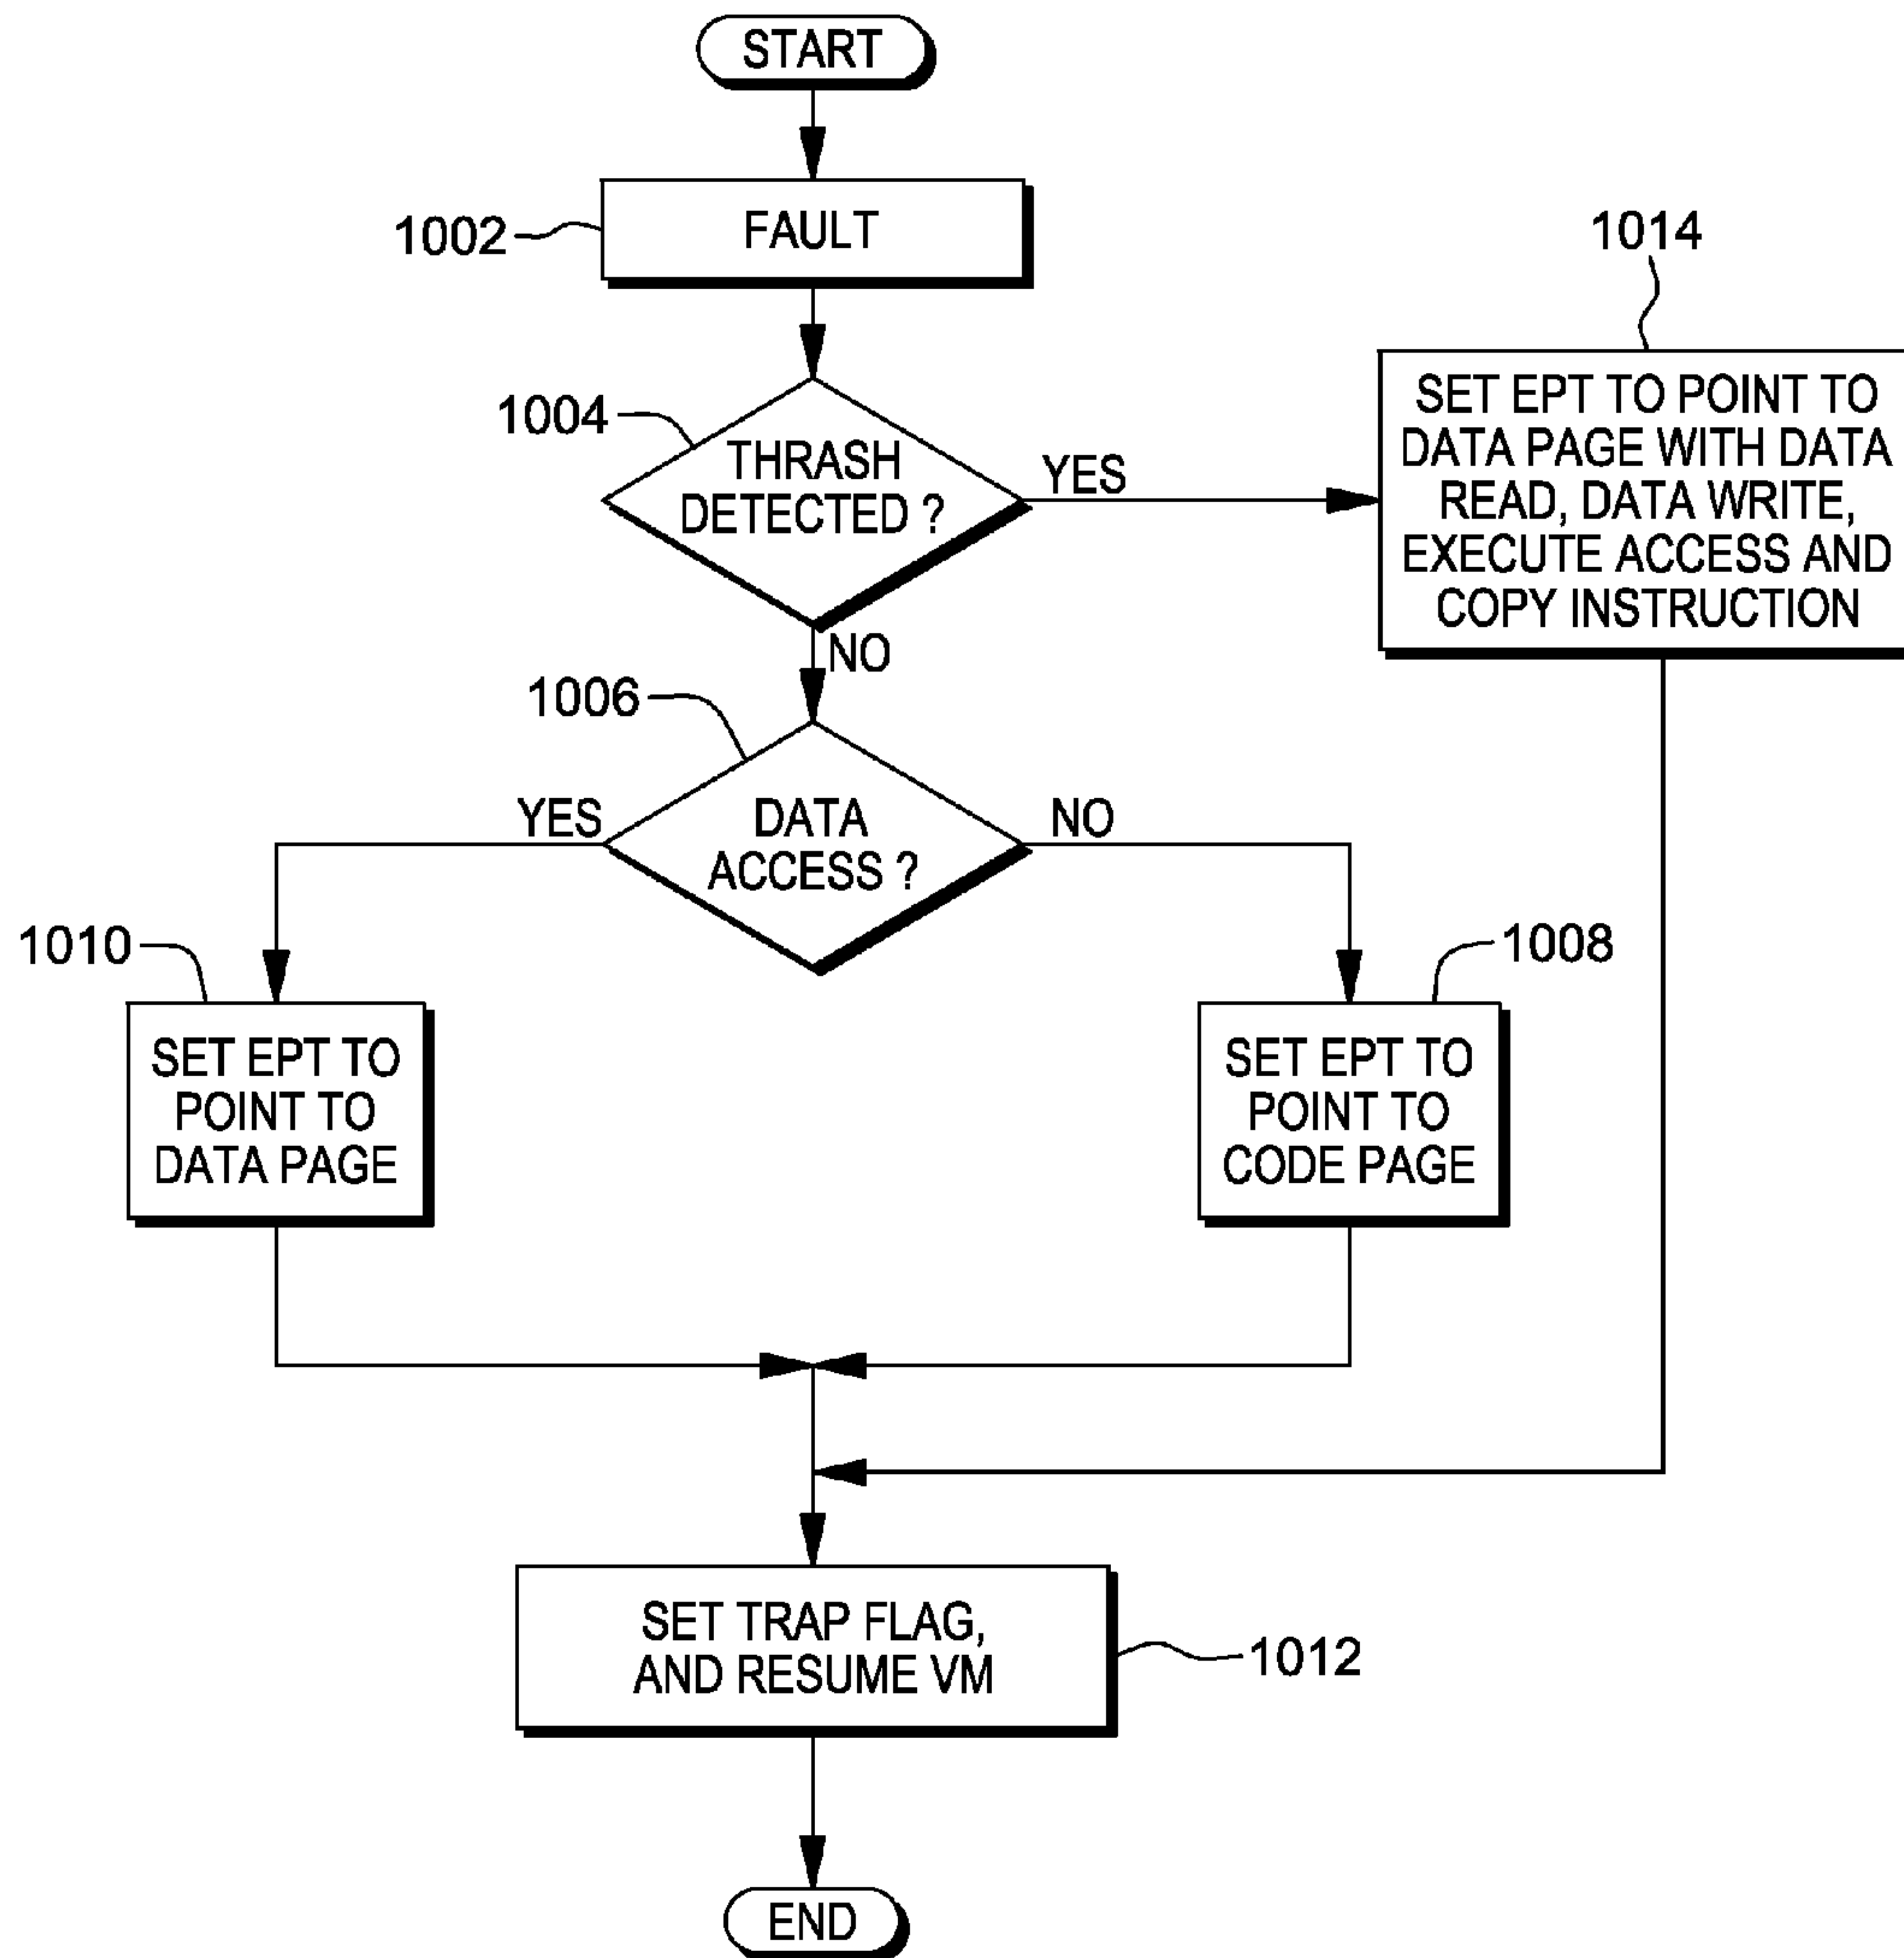 START
1002
FAULT
1014
1004
THRASH
DETECTED ?
YES
SET EPT TO POINT TO
DATA PAGE WITH DATA
READ, DATA WRITE,
EXECUTE ACCESS AND
COPY INSTRUCTION
NO
1006
DATA
ACCESS ?
YES
NO
1010
SET EPT TO
POINT TO
DATA PAGE
1008
SET EPT TO
POINT TO
CODE PAGE
SET TRAP FLAG,
AND RESUME VM
1012
END